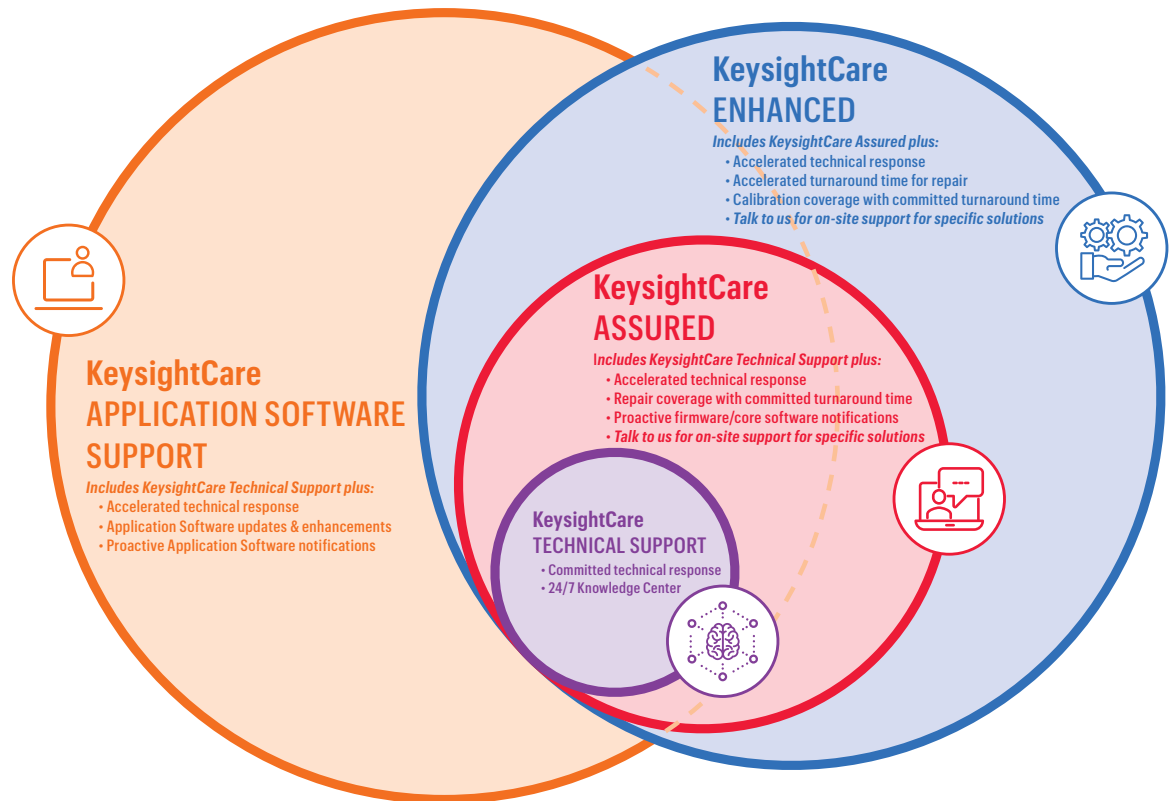 KeysightCare
ENHANCED
Includes KeysightCare Assured plus:
• Accelerated technical response
• Accelerated turnaround time for repair
• Calibration coverage with committed turnaround time
• Talk to us for on-site support for specific solutions
KeysightCare
ASSURED
Includes KeysightCare Technical Support plus:
• Accelerated technical response
• Repair coverage with committed turnaround time
• Proactive firmware/core software notifications
• Talk to us for on-site support for specific solutions
KeysightCare
APPLICATION SOFTWARE
SUPPORT
Includes KeysightCare Technical Support plus:
• Accelerated technical response
• Application Software updates & enhancements
• Proactive Application Software notifications
KeysightCare
TECHNICAL SUPPORT
• Committed technical response
• 24/7 Knowledge Center